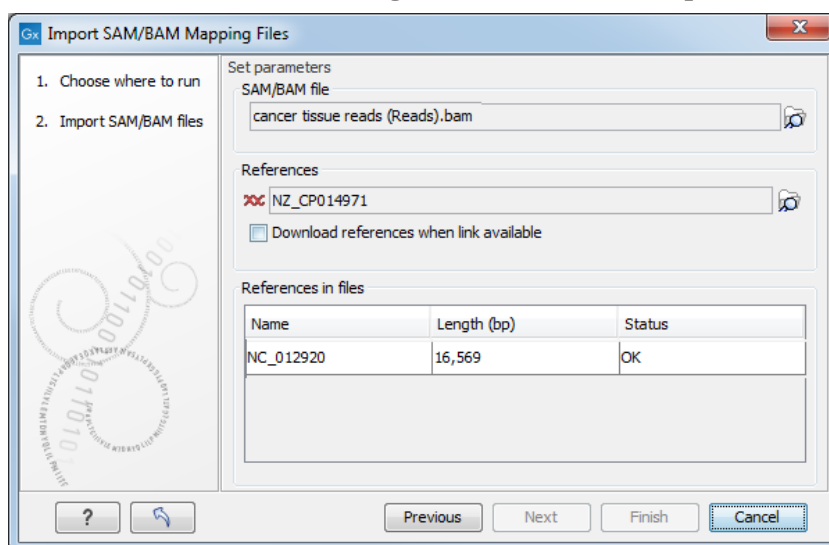 Gx Import SAM/BAM Mapping Files
1. Choose where to run
2. Import SAM/BAM files
Set parameters
SAM/BAM file
cancer tissue reads (Reads).bam
References
NZ_CP014971
Download references when link available
References in files
Name Length (bp) Status
NC_012920 16,569 OK
? Previous Next Finish Cancel